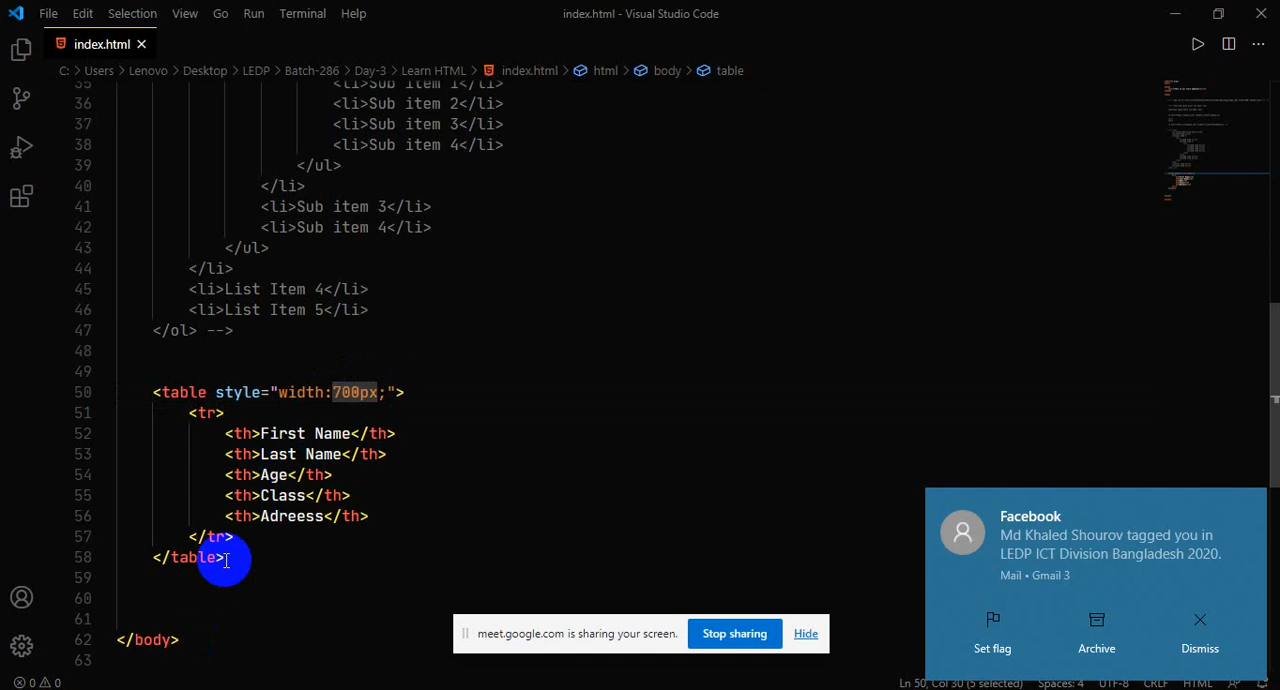 File Edit Selection View Go Run Terminal Help
index.html - Visual Studio Code
index.html
C: > Users > Lenovo > Desktop > LEDP > Batch-286 > Day-3 > Learn HTML > index.html > html > body > table
35 <li>Sub item 1</li>
36 <li>Sub item 2</li>
37 <li>Sub item 3</li>
38 <li>Sub item 4</li>
39 </ul>
40 </li>
41 <li>Sub item 3</li>
42 <li>Sub item 4</li>
43 </ul>
44 </li>
45 <li>List Item 4</li>
46 <li>List Item 5</li>
47 </ol> -->
48
49
50 <table style="width:700px;">
51 <tr>
52 <th>First Name</th>
53 <th>Last Name</th>
54 <th>Age</th>
55 <th>Class</th>
56 <th>Adreess</th>
57 </tr>
58 </table>
59
60
61
62 </body>
63
Facebook
Md Khaled Shourov tagged you in
LEDP ICT Division Bangladesh 2020.
Mail • Gmail 3
Set flag Archive Dismiss
meet.google.com is sharing your screen. Stop sharing Hide
0 0 Ln 50, Col 30 (5 selected) Spaces: 4 UTF-8 CRLF HTML